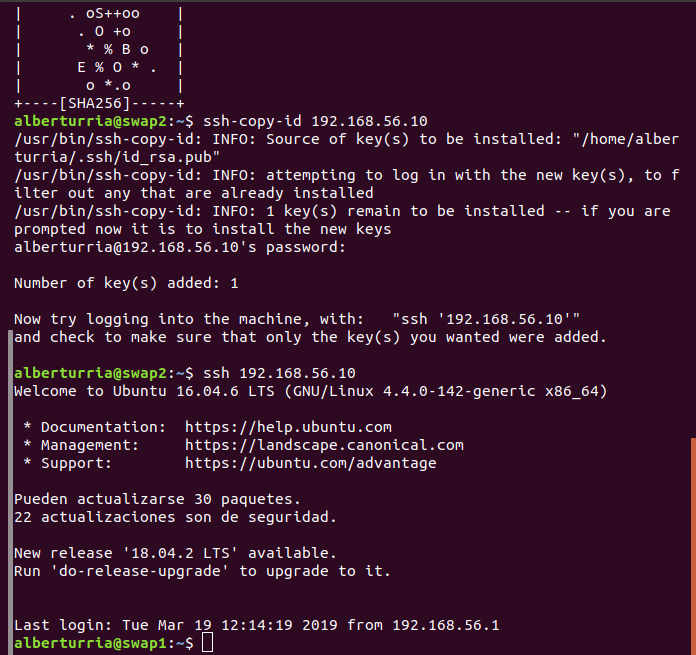 |      . oS++oo    |
|       . O +o     |
|        * % B o   |
|       E % O * .  |
|        o *.o     |
+----[SHA256]-----+
alberturria@swap2:~$ ssh-copy-id 192.168.56.10
/usr/bin/ssh-copy-id: INFO: Source of key(s) to be installed: "/home/alber
turria/.ssh/id_rsa.pub"
/usr/bin/ssh-copy-id: INFO: attempting to log in with the new key(s), to f
ilter out any that are already installed
/usr/bin/ssh-copy-id: INFO: 1 key(s) remain to be installed -- if you are
prompted now it is to install the new keys
alberturria@192.168.56.10's password:
Number of key(s) added: 1
Now try logging into the machine, with:   "ssh '192.168.56.10'"
and check to make sure that only the key(s) you wanted were added.
alberturria@swap2:~$ ssh 192.168.56.10
Welcome to Ubuntu 16.04.6 LTS (GNU/Linux 4.4.0-142-generic x86_64)
 * Documentation:  https://help.ubuntu.com
 * Management:     https://landscape.canonical.com
 * Support:        https://ubuntu.com/advantage
Pueden actualizarse 30 paquetes.
22 actualizaciones son de seguridad.
New release '18.04.2 LTS' available.
Run 'do-release-upgrade' to upgrade to it.
Last login: Tue Mar 19 12:14:19 2019 from 192.168.56.1
alberturria@swap1:~$